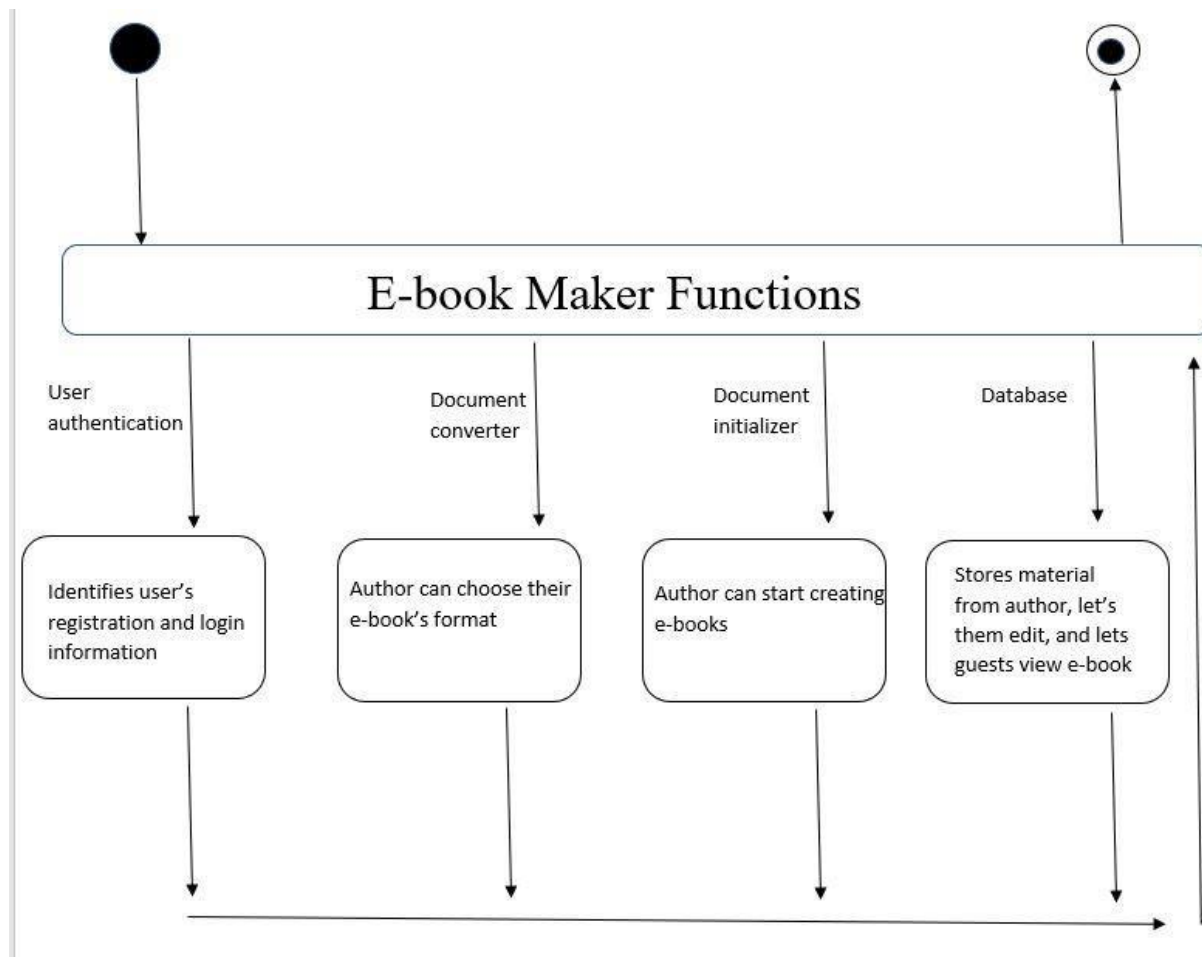 E-book Maker Functions
User
authentication
Document
converter
Document
initializer
Database
Identifies user’s
registration and login
information
Author can choose their
e-book’s format
Author can start creating
e-books
Stores material
from author, let’s
them edit, and lets
guests view e-book